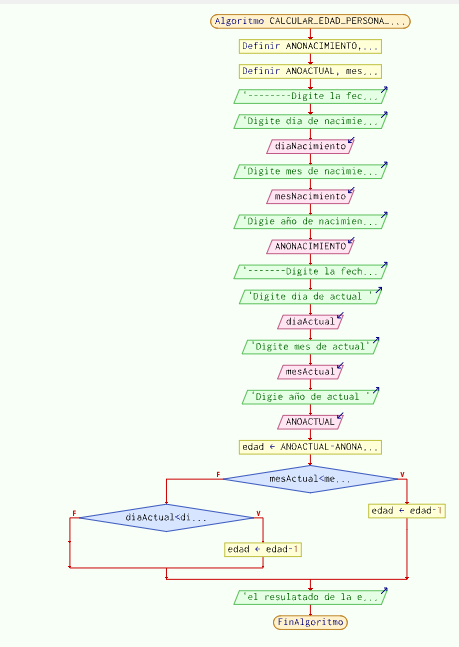 Algoritmo CALCULAR_EDAD_PERSONA_...
Definir ANONACIMIENTO,...
Definir ANOACTUAL, mes...
'--------Digite la fec...
'Digite dia de nacimie...
diaNacimiento
'Digite mes de nacimie...
mesNacimiento
'Digie año de nacimien...
ANONACIMIENTO
'-------Digite la fech...
'Digite dia de actual '
diaActual
'Digite mes de actual'
mesActual
'Digie año de actual '
ANOACTUAL
edad ← ANOACTUAL-ANONA...
F mesActual<me... V
F diaActual<di... V
edad ← edad-1
edad ← edad-1
'el resulatado de la e...
FinAlgoritmo